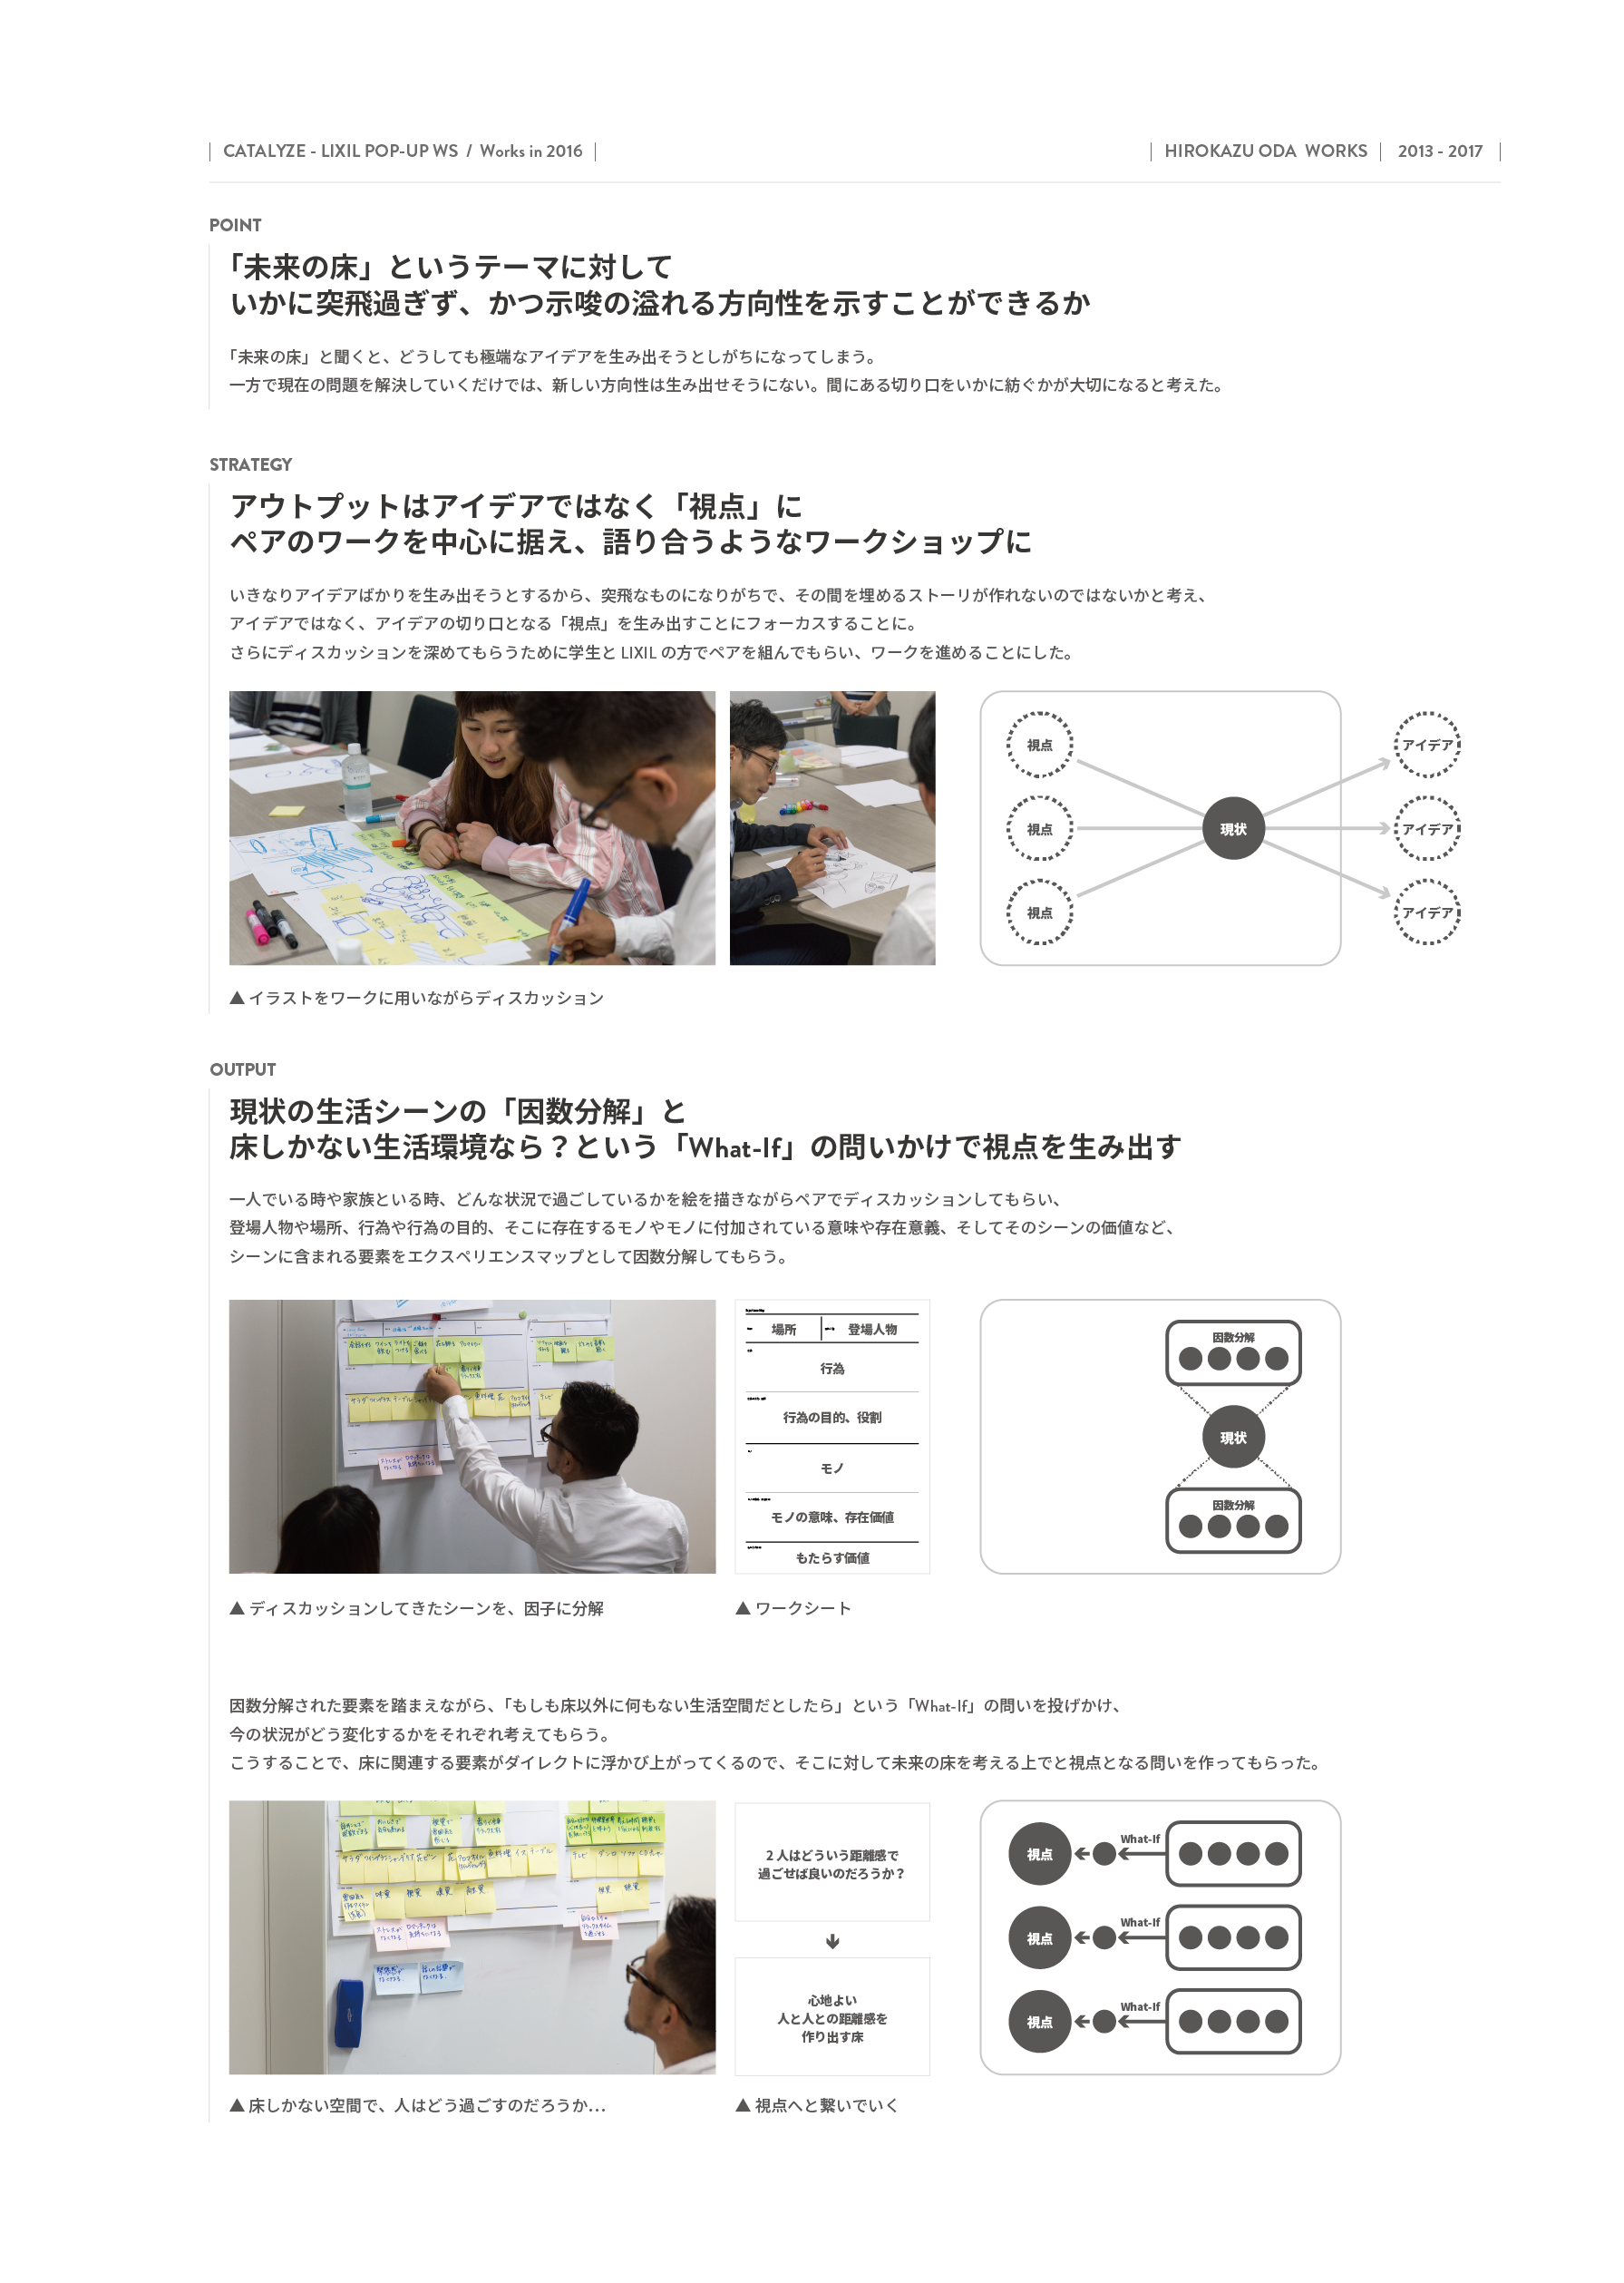 CATALYZE - LIXIL POP-UP WS / Works in 2016
HIROKAZU ODA WORKS
2013 - 2017
POINT
「未来の床」というテーマに対して
いかに突飛過ぎず、かつ示唆の溢れる方向性を示すことができるか
「未来の床」と聞くと、どうしても極端なアイデアを生み出そうとしがちになってしまう。
一方で現在の問題を解決していくだけでは、新しい方向性は生み出せそうにない。間にある切り口をいかに紡ぐかが大切になると考えた。
STRATEGY
アウトプットはアイデアではなく「視点」に
ペアのワークを中心に据え、語り合うようなワークショップに
いきなりアイデアばかりを生み出そうとするから、突飛なものになりがちで、その間を埋めるストーリが作れないのではないかと考え、
アイデアではなく、アイデアの切り口となる「視点」を生み出すことにフォーカスすることに。
さらにディスカッションを深めてもらうために学生と LIXIL の方でペアを組んでもらい、ワークを進めることにした。
視点
アイデア
視点
現状
アイデア
視点
アイデア
▲ イラストをワークに用いながらディスカッション
OUTPUT
現状の生活シーンの「因数分解」と
床しかない生活環境なら？という「What-If」の問いかけで視点を生み出す
一人でいる時や家族といる時、どんな状況で過ごしているかを絵を描きながらペアでディスカッションしてもらい、
登場人物や場所、行為や行為の目的、そこに存在するモノやモノに付加されている意味や存在意義、そしてそのシーンの価値など、
シーンに含まれる要素をエクスペリエンスマップとして因数分解してもらう。
場所
登場人物
行為
行為の目的、役割
モノ
モノの意味、存在価値
もたらす価値
因数分解
現状
因数分解
▲ ディスカッションしてきたシーンを、因子に分解
▲ ワークシート
因数分解された要素を踏まえながら、「もしも床以外に何もない生活空間だとしたら」という「What-If」の問いを投げかけ、
今の状況がどう変化するかをそれぞれ考えてもらう。
こうすることで、床に関連する要素がダイレクトに浮かび上がってくるので、そこに対して未来の床を考える上でと視点となる問いを作ってもらった。
サラダ
味覚
視覚
嗅覚
テレビ
2 人はどういう距離感で
過ごせば良いのだろうか？
心地よい
人と人との距離感を
作り出す床
視点
What-If
視点
What-If
視点
What-If
▲ 床しかない空間で、人はどう過ごすのだろうか…
▲ 視点へと繋いでいく